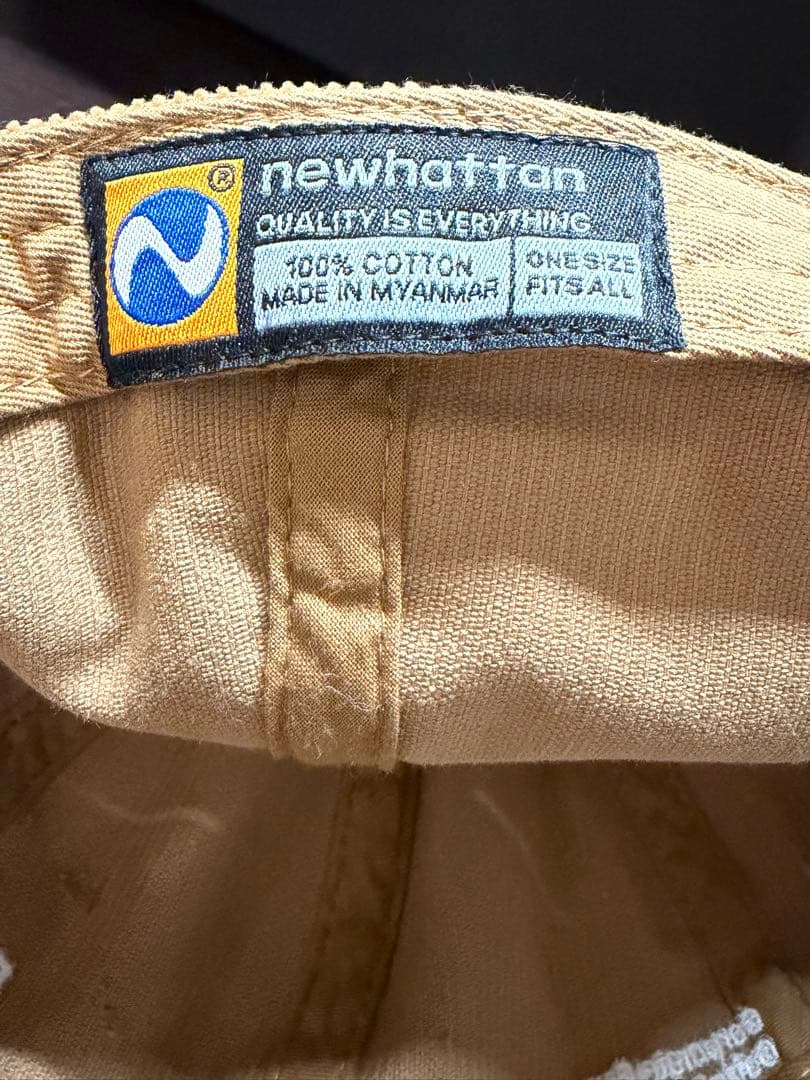 ®
newhattan
QUALITY IS EVERYTHING
100% COTTON
MADE IN MYANMAR
ONE SIZE
FITS ALL